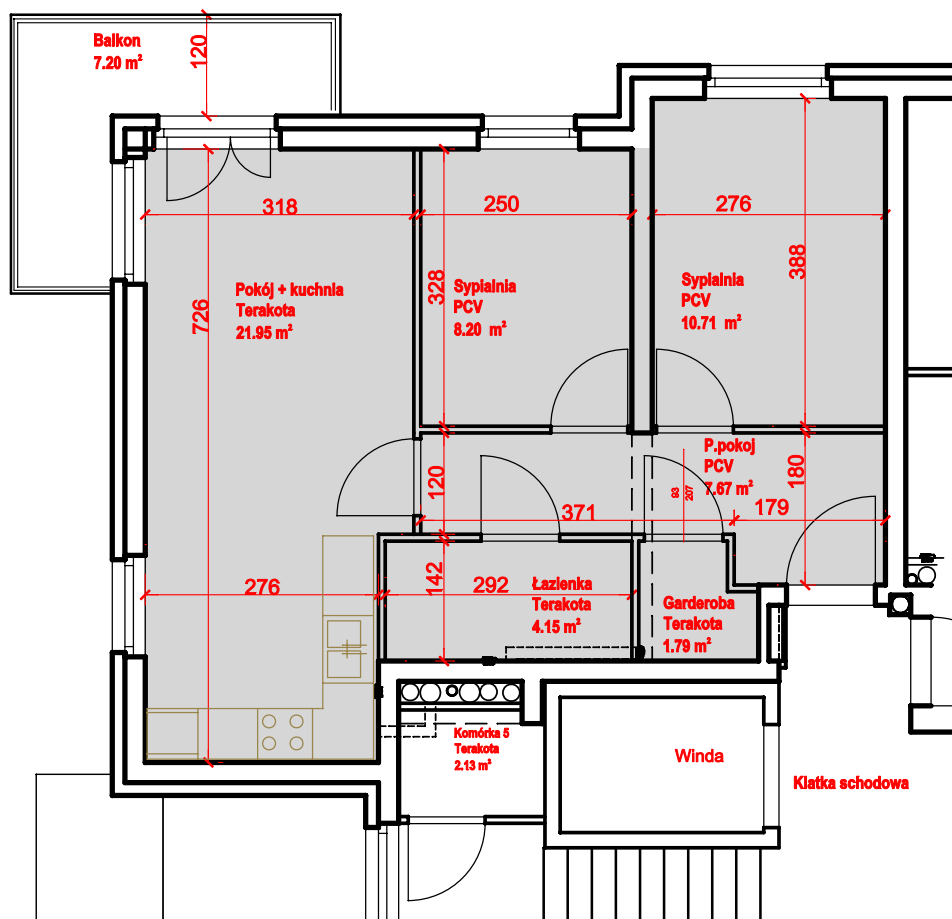 Balkon
7.20 m²
120
318
250
276
726
328
388
Pokój + kuchnia
Terakota
21.95 m²
Sypialnia
PCV
8.20 m²
Sypialnia
PCV
10.71 m²
P.pokoj
PCV
7.67 m²
120
180
93
207
371
179
276
142
292
Łazienka
Terakota
4.15 m²
Garderoba
Terakota
1.79 m²
Komórka 5
Terakota
2.13 m²
Winda
Klatka schodowa